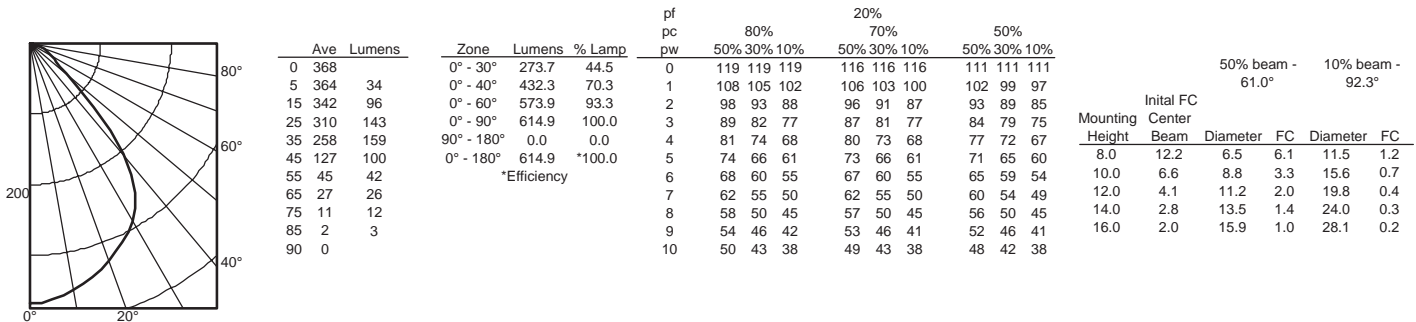 80°
60°
200
40°
0° 20°
Ave Lumens
0 368
5 364 34
15 342 96
25 310 143
35 258 159
45 127 100
55 45 42
65 27 26
75 11 12
85 2 3
90 0
Zone Lumens % Lamp
0° - 30° 273.7 44.5
0° - 40° 432.3 70.3
0° - 60° 573.9 93.3
0° - 90° 614.9 100.0
90° - 180° 0.0 0.0
0° - 180° 614.9 *100.0
*Efficiency
pf 20%
pc 80% 70% 50%
pw 50% 30% 10% 50% 30% 10% 50% 30% 10%
0 119 119 119 116 116 116 111 111 111
1 108 105 102 106 103 100 102 99 97
2 98 93 88 96 91 87 93 89 85
3 89 82 77 87 81 77 84 79 75
4 81 74 68 80 73 68 77 72 67
5 74 66 61 73 66 61 71 65 60
6 68 60 55 67 60 55 65 59 54
7 62 55 50 62 55 50 60 54 49
8 58 50 45 57 50 45 56 50 45
9 54 46 42 53 46 41 52 46 41
10 50 43 38 49 43 38 48 42 38
50% beam - 10% beam -
61.0° 92.3°
Inital FC
Mounting Center
Height Beam Diameter FC Diameter FC
8.0 12.2 6.5 6.1 11.5 1.2
10.0 6.6 8.8 3.3 15.6 0.7
12.0 4.1 11.2 2.0 19.8 0.4
14.0 2.8 13.5 1.4 24.0 0.3
16.0 2.0 15.9 1.0 28.1 0.2